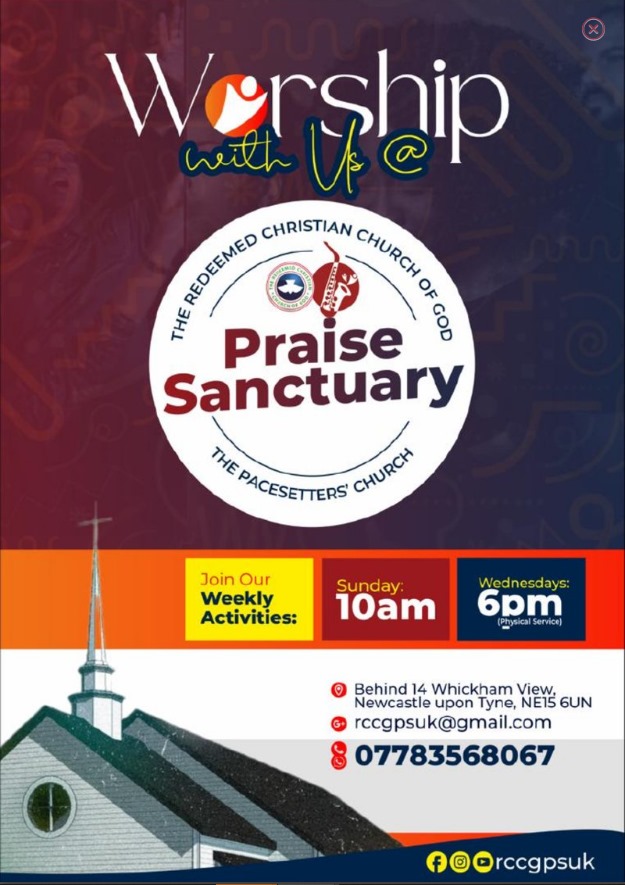 Worship
with Us @
THE REDEEMED CHRISTIAN CHURCH OF GOD
Praise
Sanctuary
THE PACESETTERS' CHURCH
Join Our
Weekly
Activities:
Sunday:
10am
Wednesdays:
6pm
(Physical Service)
Behind 14 Whickham View,
Newcastle upon Tyne, NE15 6UN
rccgpsuk@gmail.com
07783568067
rccgpsuk